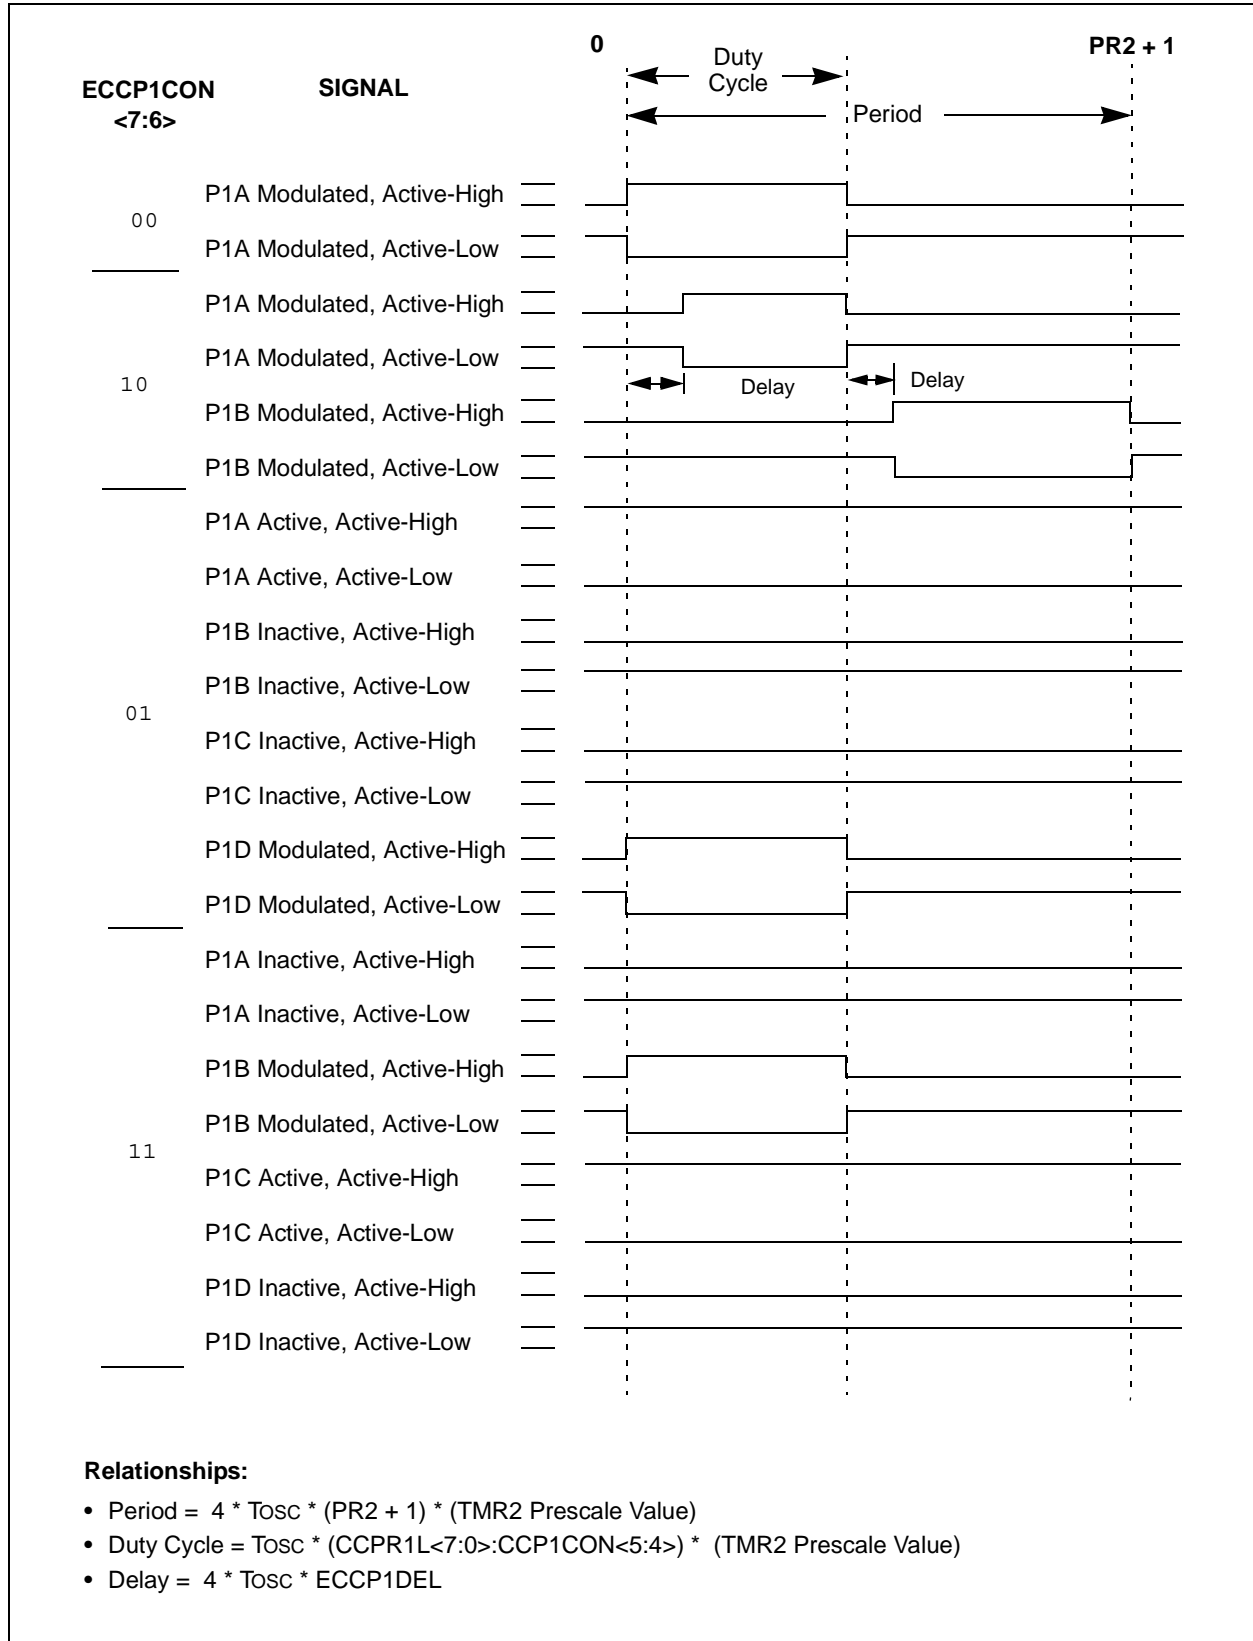 0
PR2 + 1
Duty
Cycle
ECCP1CON
<7:6>
SIGNAL
Period
00
P1A Modulated, Active-High
P1A Modulated, Active-Low
10
P1A Modulated, Active-High
P1A Modulated, Active-Low
Delay
Delay
P1B Modulated, Active-High
P1B Modulated, Active-Low
01
P1A Active, Active-High
P1A Active, Active-Low
P1B Inactive, Active-High
P1B Inactive, Active-Low
P1C Inactive, Active-High
P1C Inactive, Active-Low
P1D Modulated, Active-High
P1D Modulated, Active-Low
11
P1A Inactive, Active-High
P1A Inactive, Active-Low
P1B Modulated, Active-High
P1B Modulated, Active-Low
P1C Active, Active-High
P1C Active, Active-Low
P1D Inactive, Active-High
P1D Inactive, Active-Low
Relationships:
• Period = 4 * TOSC * (PR2 + 1) * (TMR2 Prescale Value)
• Duty Cycle = TOSC * (CCPR1L<7:0>:CCP1CON<5:4>) * (TMR2 Prescale Value)
• Delay = 4 * TOSC * ECCP1DEL